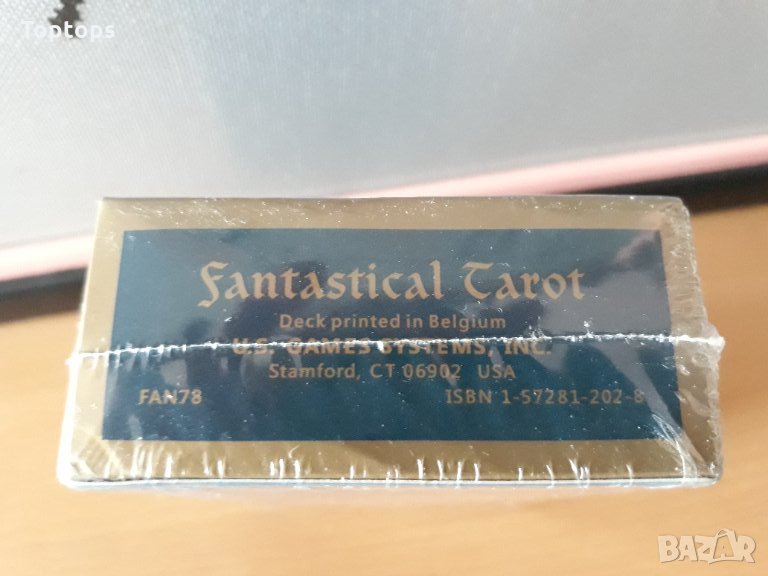 Toptops
Fantastical Tarot
Deck printed in Belgium
U.S. GAMES SYSTEMS, INC.
Stamford, CT 06902 USA
FAN78
ISBN 1-57281-202-8
BAZAR